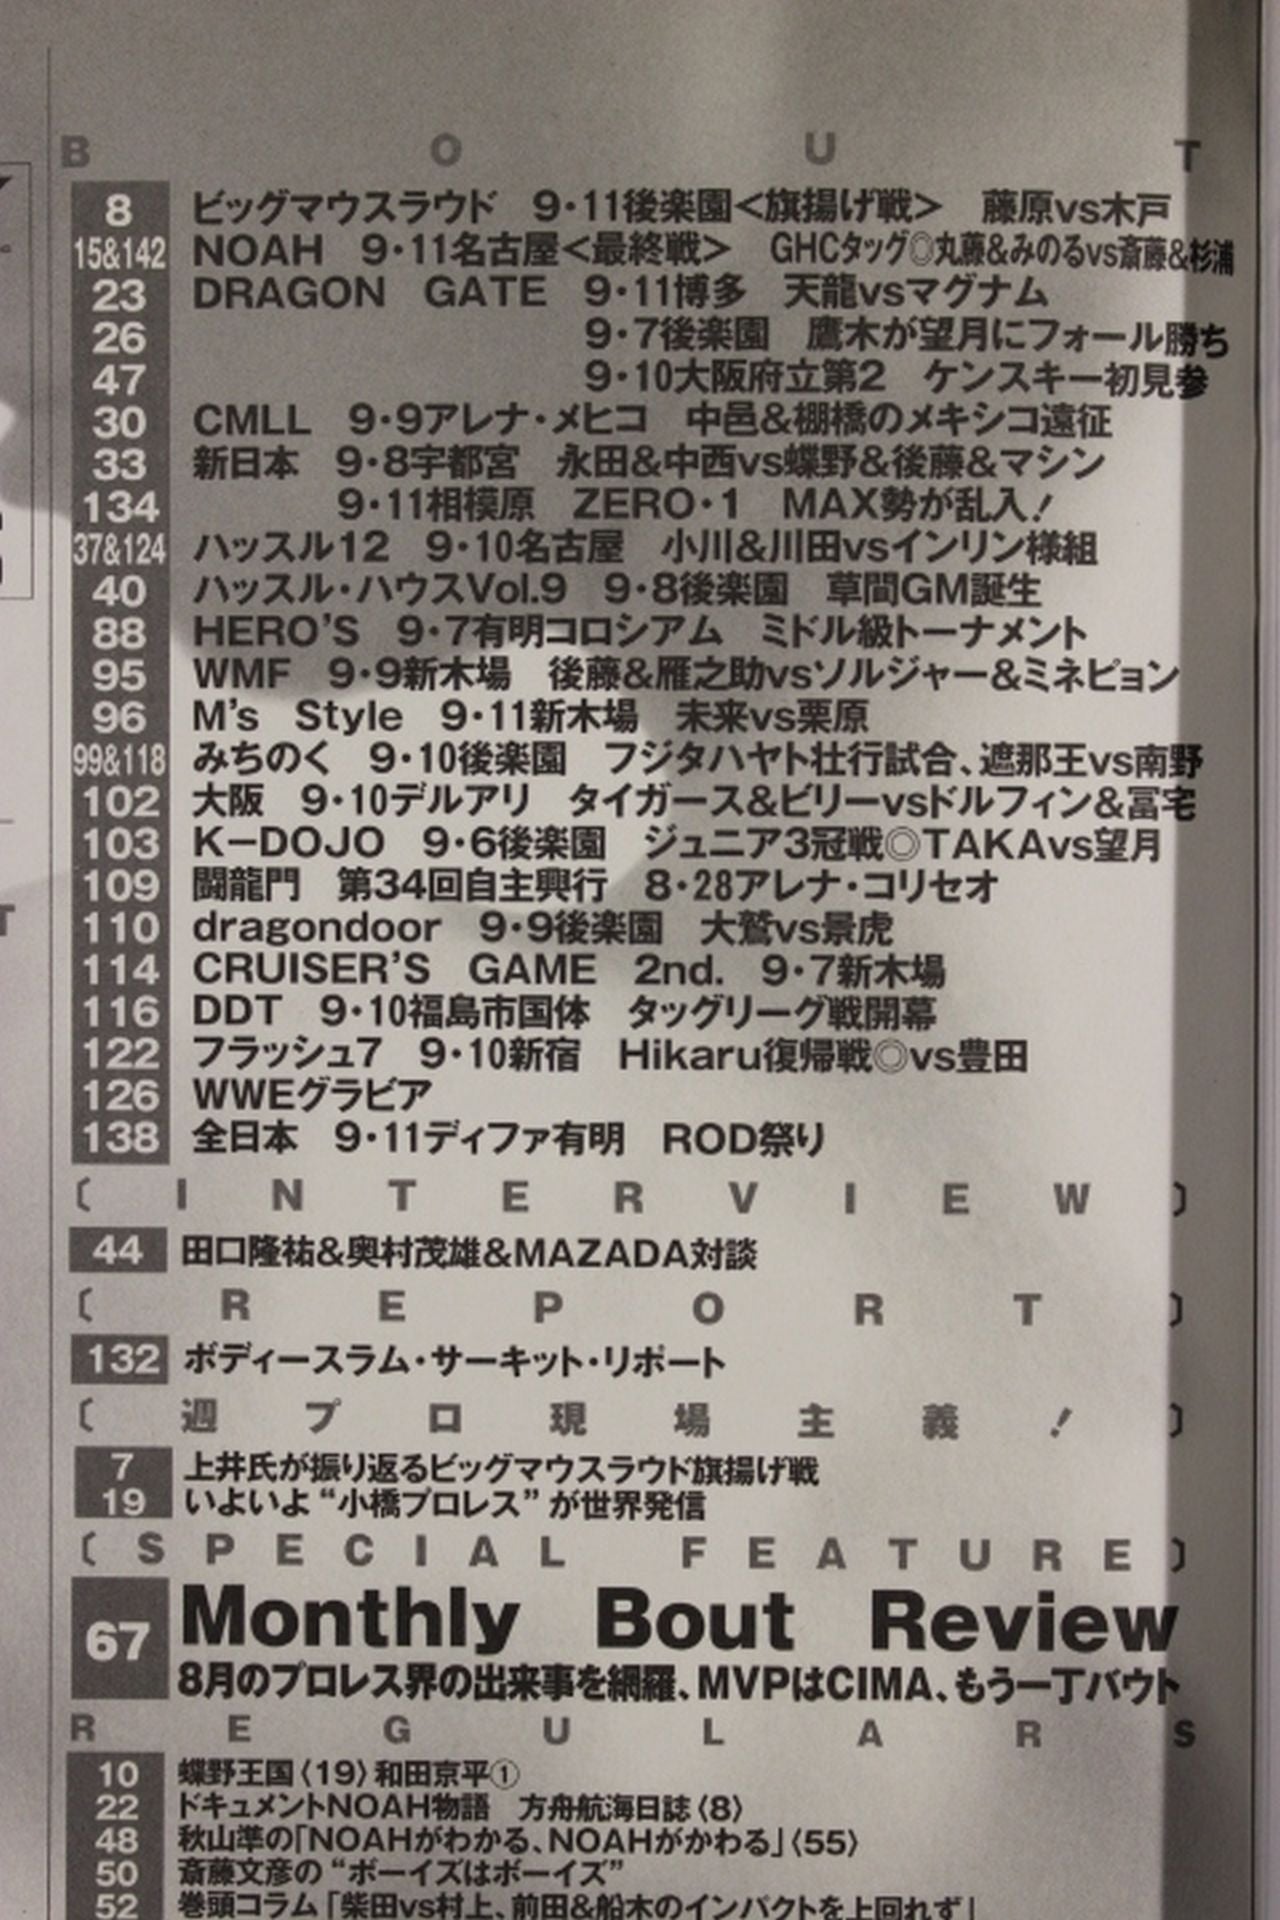 B O U T
8 ビッグマウスラウド 9・11後楽園＜旗揚げ戦＞ 藤原vs木戸
15&142 NOAH 9・11名古屋＜最終戦＞ GHCタッグ◎丸藤&みのるvs斎藤&杉浦
23 DRAGON GATE 9・11博多 天龍vsマグナム
26 9・7後楽園 鷹木が望月にフォール勝ち
47 9・10大阪府立第2 ケンスキー初見参
30 CMLL 9・9アレナ・メヒコ 中邑&棚橋のメキシコ遠征
33 新日本 9・8宇都宮 永田&中西vs蝶野&後藤&マシン
134 9・11相模原 ZERO・1 MAX勢が乱入！
37&124 ハッスル12 9・10名古屋 小川&川田vsインリン様組
40 ハッスル・ハウスVol.9 9・8後楽園 草間GM誕生
88 HERO'S 9・7有明コロシアム ミドル級トーナメント
95 WMF 9・9新木場 後藤&雁之助vsソルジャー&ミネピョン
96 M's Style 9・11新木場 未来vs栗原
99&118 みちのく 9・10後楽園 フジタハヤト壮行試合、遮那王vs南野
102 大阪 9・10デルアリ タイガース&ビリーvsドルフィン&冨宅
103 K−DOJO 9・6後楽園 ジュニア3冠戦◎TAKAvs望月
109 闘龍門 第34回自主興行 8・28アレナ・コリセオ
110 dragondoor 9・9後楽園 大鷲vs景虎
114 CRUISER'S GAME 2nd. 9・7新木場
116 DDT 9・10福島市国体 タッグリーグ戦開幕
122 フラッシュ7 9・10新宿 Hikaru復帰戦◎vs豊田
126 WWEグラビア
138 全日本 9・11ディファ有明 ROD祭り
〔 I N T E R V I E W 〕
44 田口隆祐&奥村茂雄&MAZADA対談
〔 R E P O R T 〕
132 ボディースラム・サーキット・リポート
〔 週 プ ロ 現 場 主 義 ！ 〕
7 上井氏が振り返るビッグマウスラウド旗揚げ戦
19 いよいよ“小橋プロレス”が世界発信
〔 S P E C I A L F E A T U R E 〕
67 Monthly Bout Review
8月のプロレス界の出来事を網羅、MVPはCIMA、もう一丁バウト
R E G U L A R S
10 蝶野王国〈19〉和田京平①
22 ドキュメントNOAH物語 方舟航海日誌〈8〉
48 秋山準の「NOAHがわかる、NOAHがかわる」〈55〉
50 斎藤文彦の“ボーイズはボーイズ”
52 巻頭コラム「柴田vs村上、前田&船木のインパクトを上回れず」